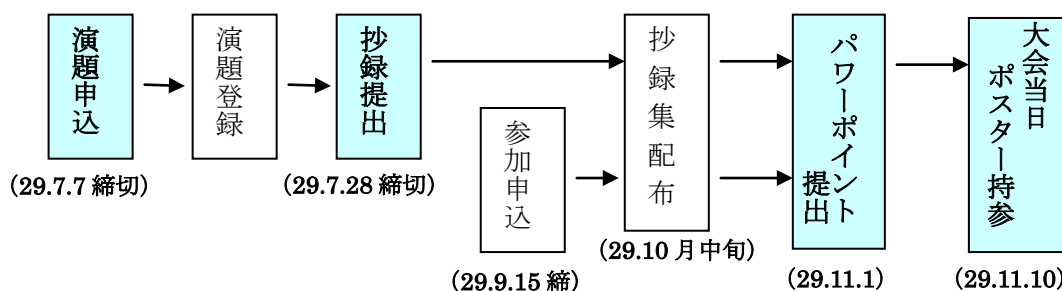 演題申込
(29.7.7 締切)
演題登録
抄録提出
(29.7.28 締切)
参加申込
(29.9.15 締)
抄録集配布
(29.10 月中旬)
パワーポイント
提出
(29.11.1)
大会当日
ポスター持参
(29.11.10)